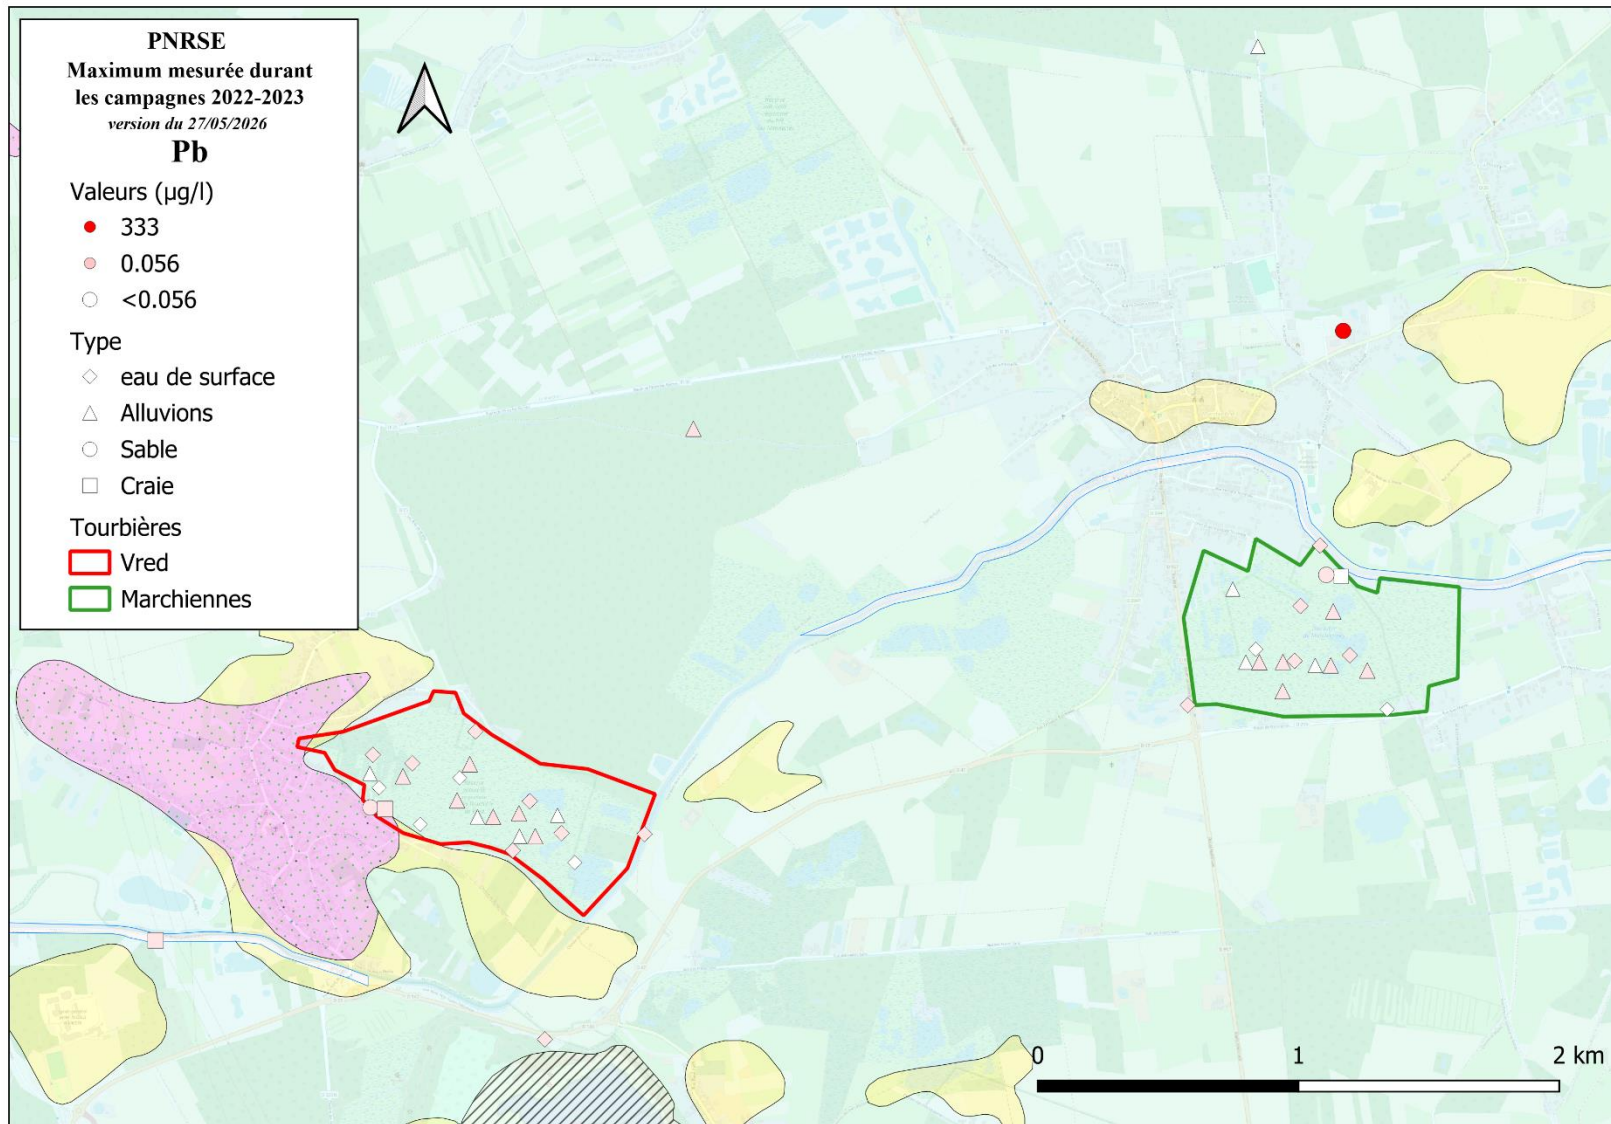 PNRSE
Maximum mesurée durant
les campagnes 2022-2023
version du 27/05/2026
Pb
Valeurs (µg/l)
333
0.056
<0.056
Type
eau de surface
Alluvions
Sable
Craie
Tourbières
Vred
Marchiennes
0 1 2 km